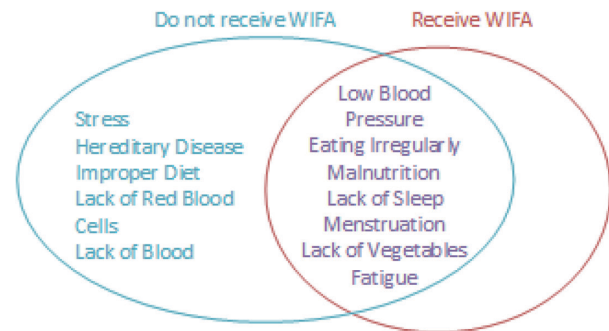 Do not receive WIFA
Receive WIFA
Stress
Hereditary Disease
Improper Diet
Lack of Red Blood
Cells
Lack of Blood
Low Blood
Pressure
Eating Irregularly
Malnutrition
Lack of Sleep
Menstruation
Lack of Vegetables
Fatigue